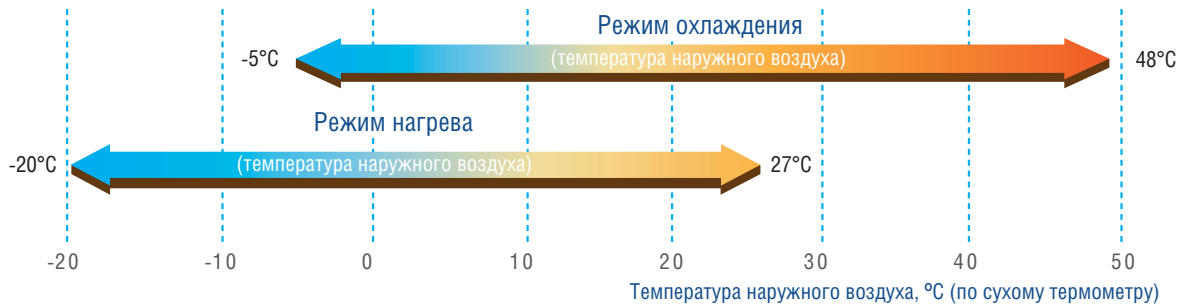 Режим охлаждения
-5°C (температура наружного воздуха) 48°C
Режим нагрева
-20°C (температура наружного воздуха) 27°C
-20 -10 0 10 20 30 40 50
Температура наружного воздуха, ºC (по сухому термометру)